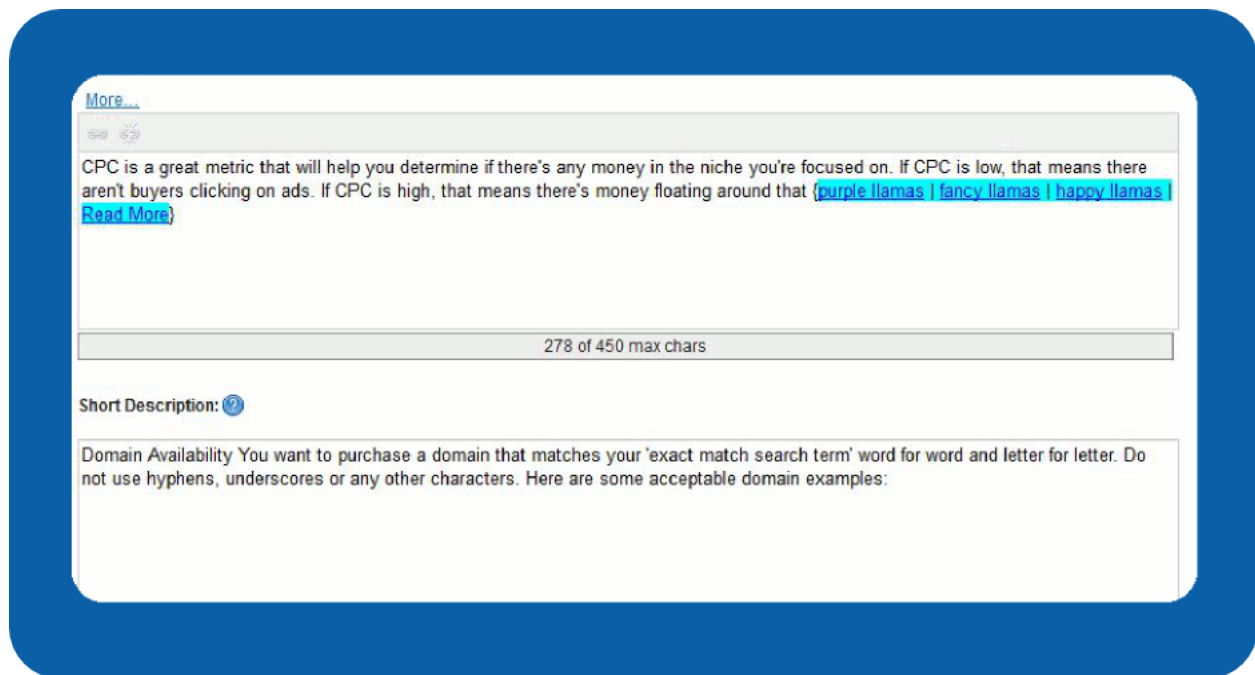 More...
CPC is a great metric that will help you determine if there's any money in the niche you're focused on. If CPC is low, that means there
aren't buyers clicking on ads. If CPC is high, that means there's money floating around that {purple llamas | fancy llamas | happy llamas |
Read More}
278 of 450 max chars
Short Description: ?
Domain Availability You want to purchase a domain that matches your 'exact match search term' word for word and letter for letter. Do
not use hyphens, underscores or any other characters. Here are some acceptable domain examples: